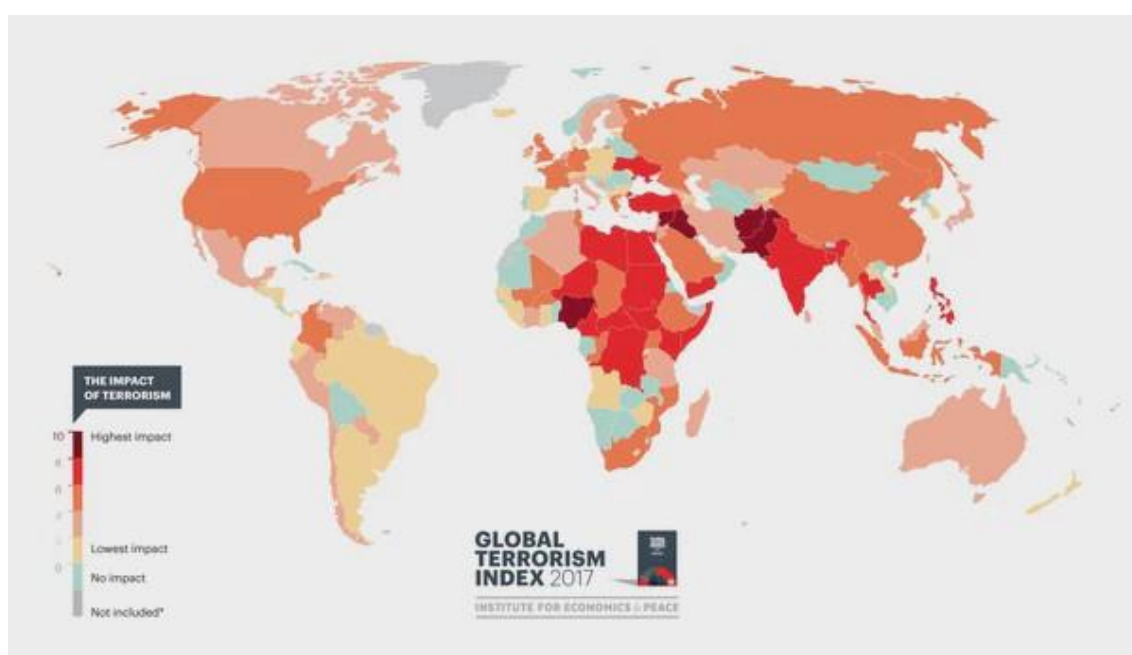 THE IMPACT
OF TERRORISM
10
Highest impact
8
6
4
2
Lowest impact
0
No impact
Not included*
GLOBAL
TERRORISM
INDEX 2017
INSTITUTE FOR ECONOMICS & PEACE